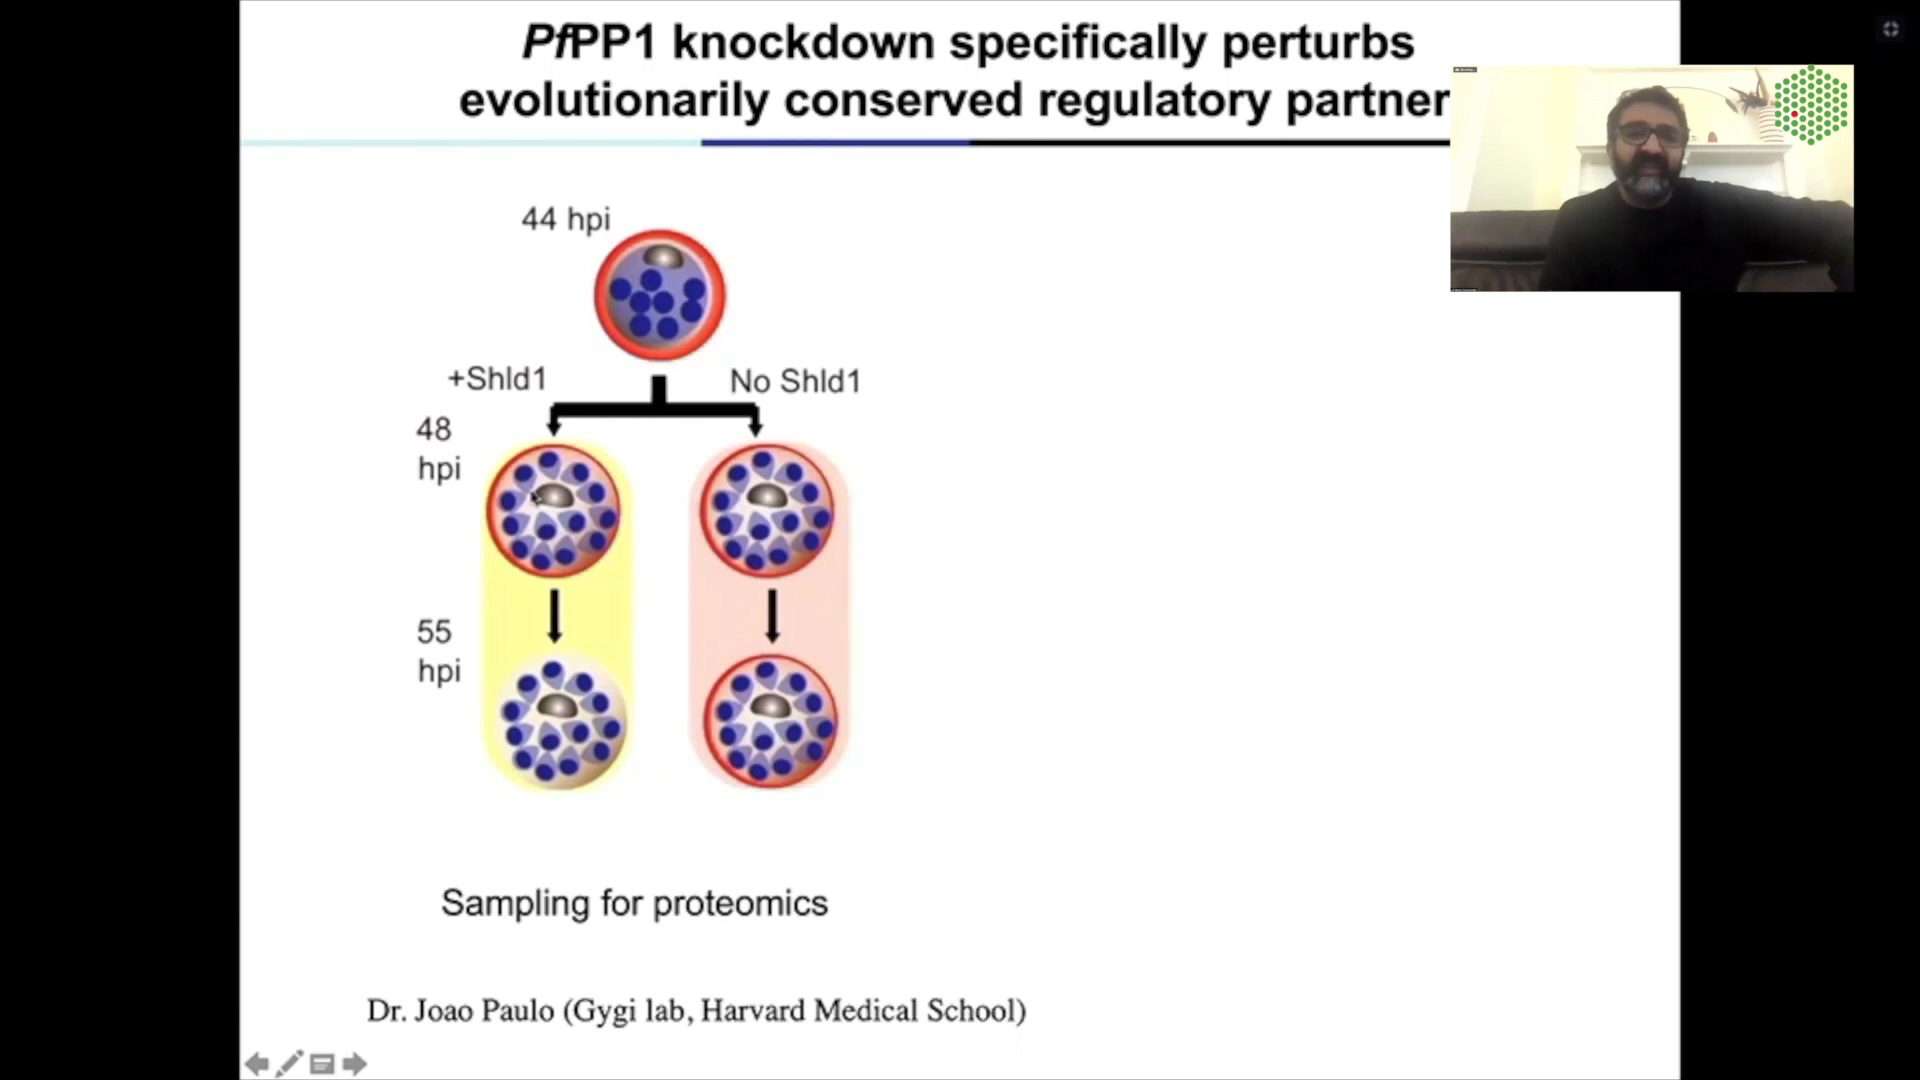 PfPP1 knockdown specifically perturbs
evolutionarily conserved regulatory partner
44 hpi
+Shld1
No Shld1
48
hpi
55
hpi
Sampling for proteomics
Dr. Joao Paulo (Gygi lab, Harvard Medical School)